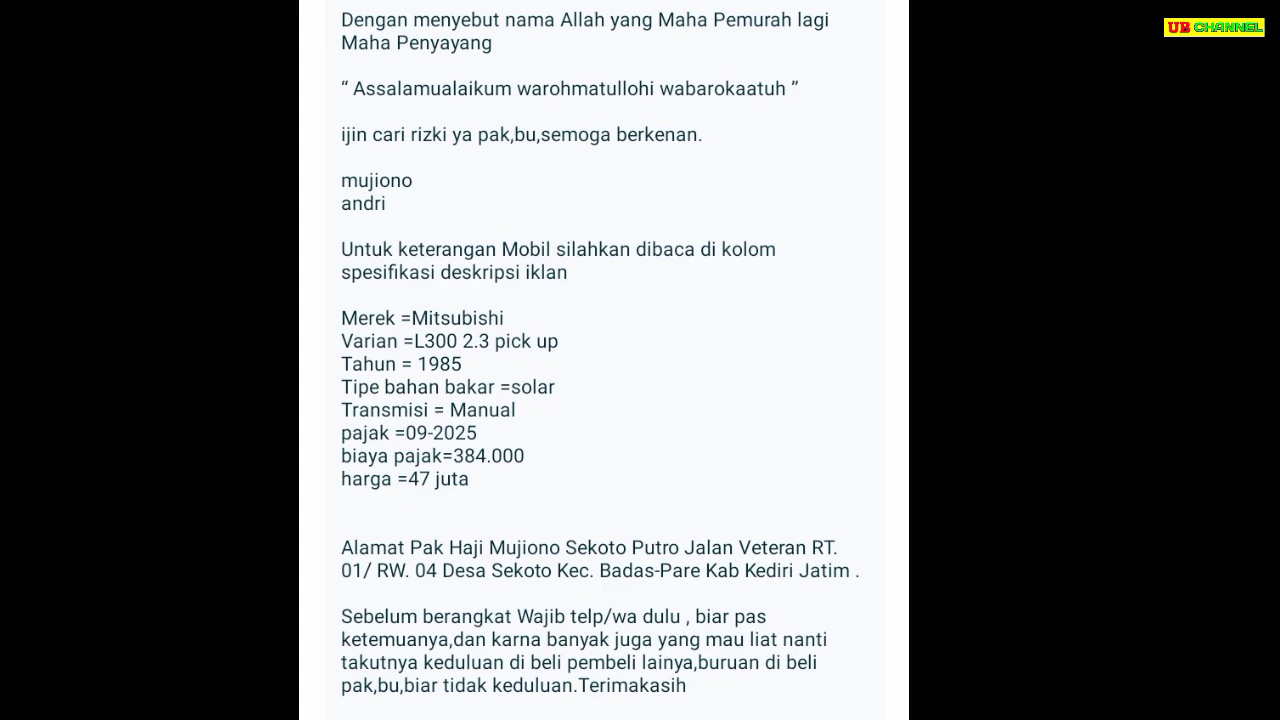 Dengan menyebut nama Allah yang Maha Pemurah lagi
Maha Penyayang
“ Assalamualaikum warohmatullohi wabarokaatuh ”
ijin cari rizki ya pak,bu,semoga berkenan.
mujiono
andri
Untuk keterangan Mobil silahkan dibaca di kolom
spesifikasi deskripsi iklan
Merek =Mitsubishi
Varian =L300 2.3 pick up
Tahun = 1985
Tipe bahan bakar =solar
Transmisi = Manual
pajak =09-2025
biaya pajak=384.000
harga =47 juta
Alamat Pak Haji Mujiono Sekoto Putro Jalan Veteran RT.
01/ RW. 04 Desa Sekoto Kec. Badas-Pare Kab Kediri Jatim .
Sebelum berangkat Wajib telp/wa dulu , biar pas
ketemuanya,dan karna banyak juga yang mau liat nanti
takutnya keduluan di beli pembeli lainya,buruan di beli
pak,bu,biar tidak keduluan.Terimakasih
UB CHANNEL